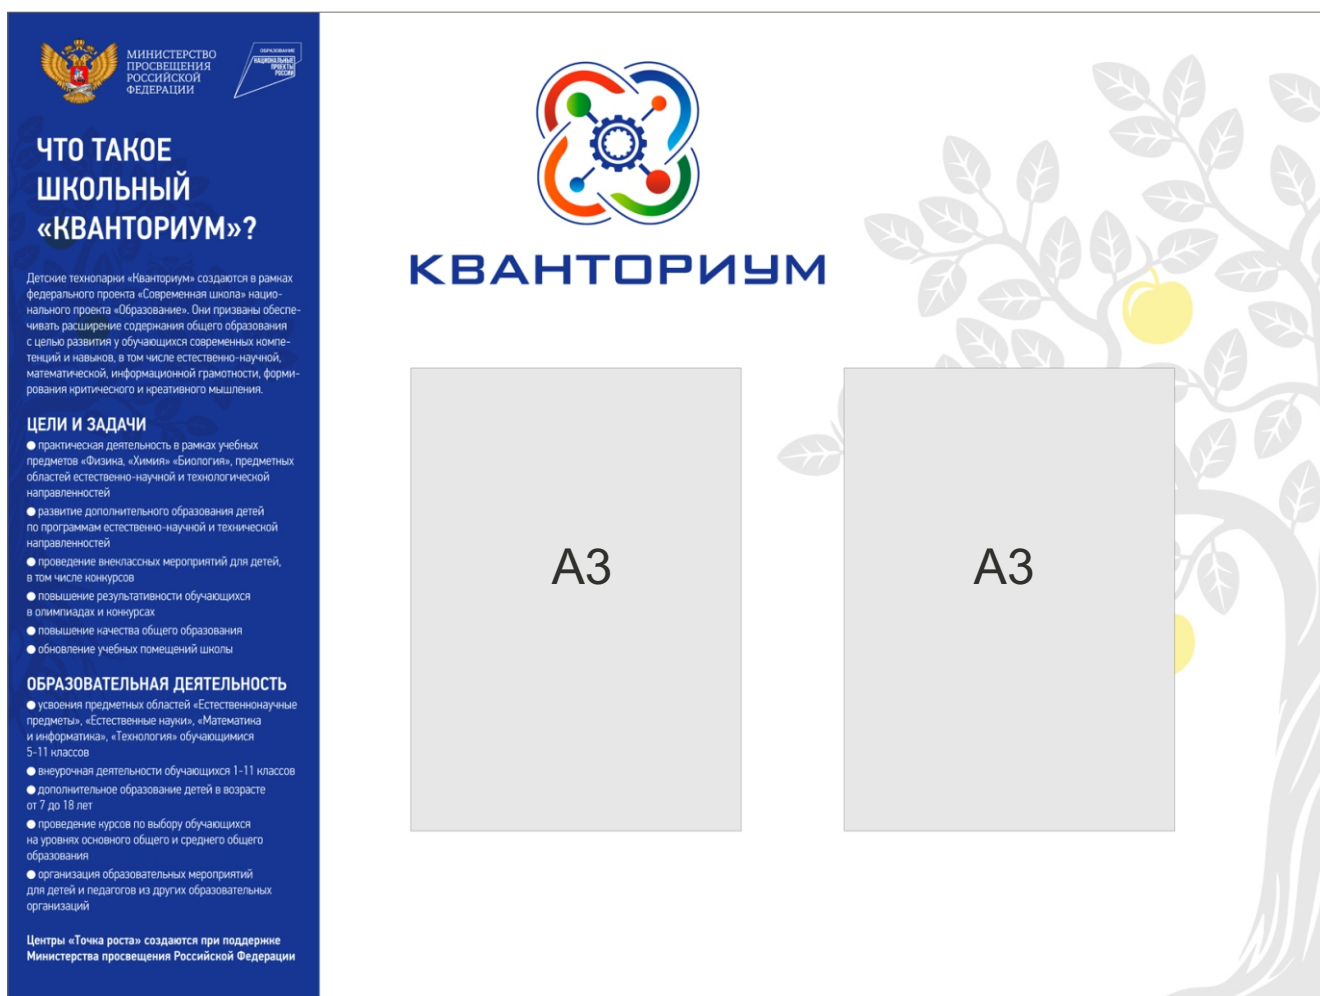 МИНИСТЕРСТВО
ПРОСВЕЩЕНИЯ
РОССИЙСКОЙ
ФЕДЕРАЦИИ
ОБРАЗОВАНИЕ
НАЦИОНАЛЬНЫЕ
ПРОЕКТЫ
РОССИИ
ЧТО ТАКОЕ
ШКОЛЬНЫЙ
«КВАНТОРИУМ»?
Детские технопарки «Кванториум» создаются в рамках
федерального проекта «Современная школа» нацио-
нального проекта «Образование». Они призваны обеспе-
чивать расширение содержания общего образования
с целью развития у обучающихся современных компе-
тенций и навыков, в том числе естественно-научной,
математической, информационной грамотности, форми-
рования критического и креативного мышления.
ЦЕЛИ И ЗАДАЧИ
● практическая деятельность в рамках учебных
предметов «Физика, «Химия» «Биология», предметных
областей естественно-научной и технологической
направленностей
● развитие дополнительного образования детей
по программам естественно-научной и технической
направленностей
● проведение внеклассных мероприятий для детей,
в том числе конкурсов
● повышение результативности обучающихся
в олимпиадах и конкурсах
● повышение качества общего образования
● обновление учебных помещений школы
ОБРАЗОВАТЕЛЬНАЯ ДЕЯТЕЛЬНОСТЬ
● усвоения предметных областей «Естественнонаучные
предметы», «Естественные науки», «Математика
и информатика», «Технология» обучающимися
5-11 классов
● внеурочная деятельности обучающихся 1-11 классов
● дополнительное образование детей в возрасте
от 7 до 18 лет
● проведение курсов по выбору обучающихся
на уровнях основного общего и среднего общего
образования
● организация образовательных мероприятий
для детей и педагогов из других образовательных
организаций
Центры «Точка роста» создаются при поддержке
Министерства просвещения Российской Федерации
КВАНТОРИУМ
А3
А3